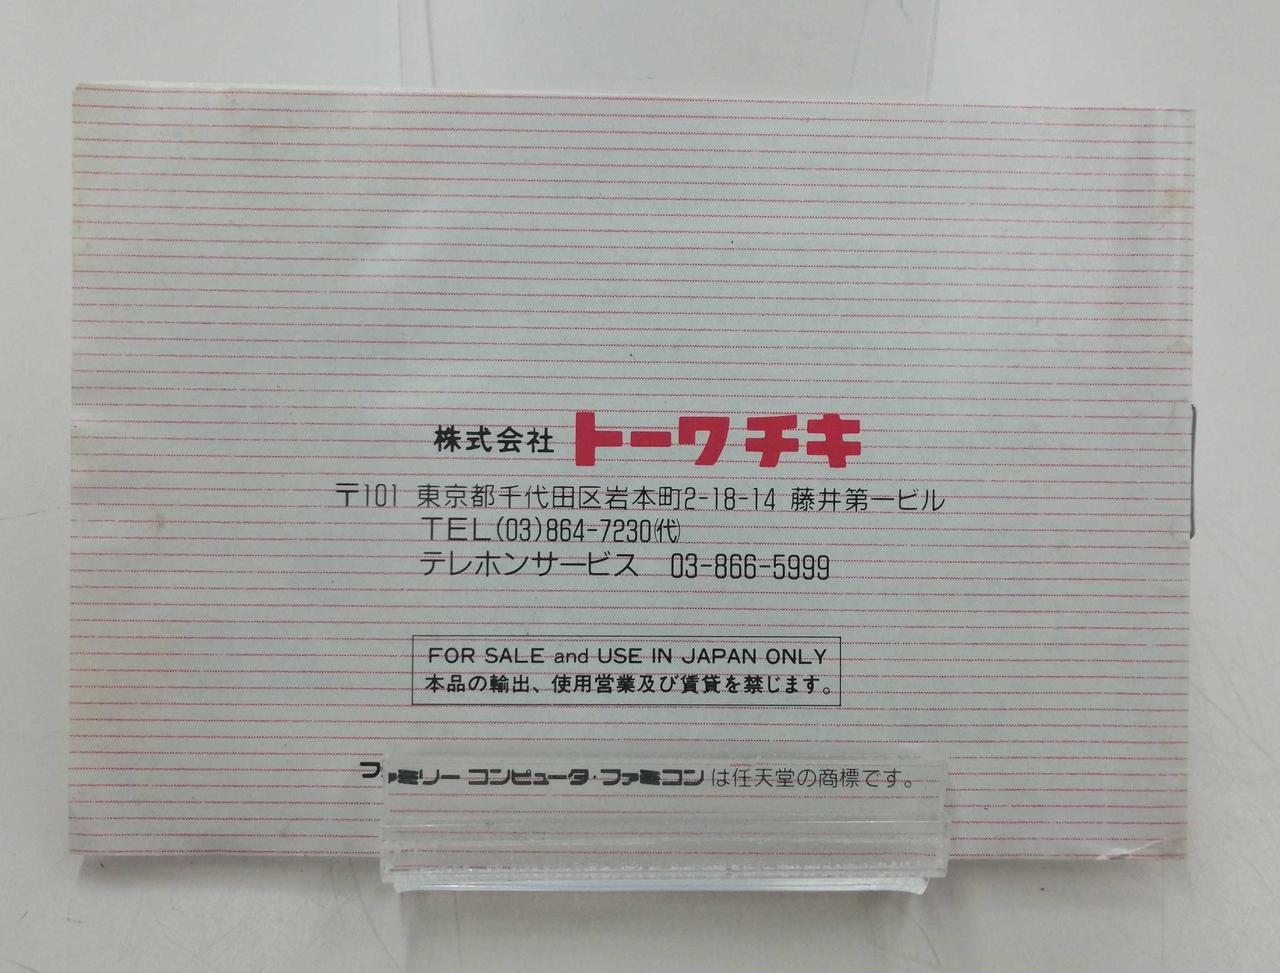 株式会社 トーワチキ
〒101 東京都千代田区岩本町2-18-14 藤井第一ビル
TEL(03)864-7230㈹
テレホンサービス 03-866-5999
FOR SALE and USE IN JAPAN ONLY
本品の輸出、使用営業及び賃貸を禁じます。
ファミリーコンピュータ・ファミコンは任天堂の商標です。